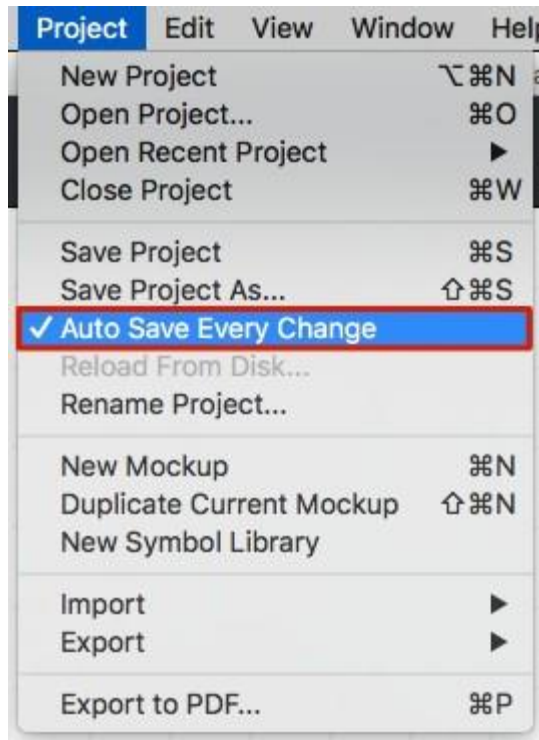 Project Edit View Window Hel
New Project ⌥⌘N
Open Project... ⌘O
Open Recent Project ▶
Close Project ⌘W
Save Project ⌘S
Save Project As... ⇧⌘S
✓ Auto Save Every Change
Reload From Disk...
Rename Project...
New Mockup ⌘N
Duplicate Current Mockup ⇧⌘N
New Symbol Library
Import ▶
Export ▶
Export to PDF... ⌘P